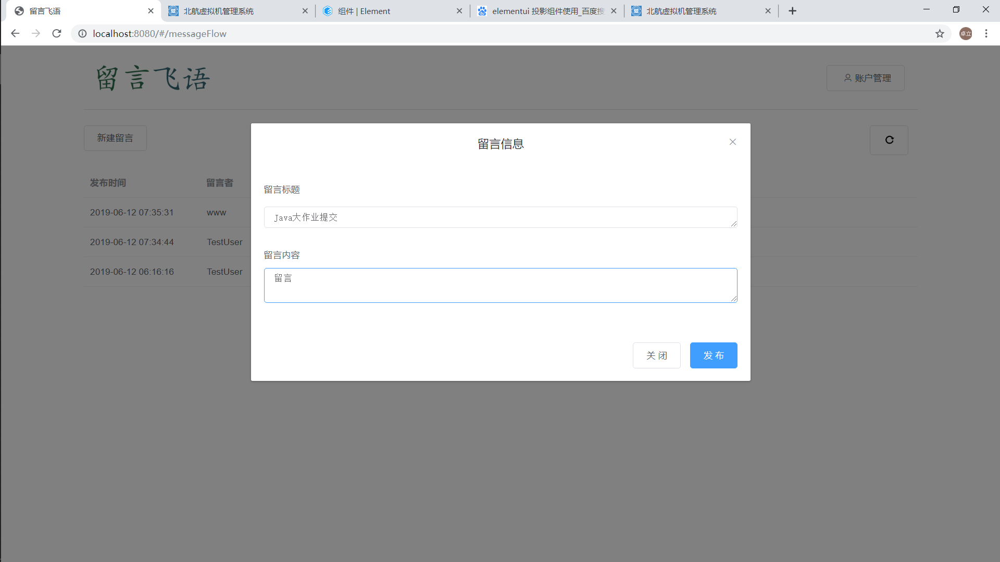 留言飞语
北航虚拟机管理系统
组件 | Element
elementui 投影组件使用_百度搜
北航虚拟机管理系统
localhost:8080/#/messageFlow
卓立
留言飞语
账户管理
新建留言
发布时间 留言者
2019-06-12 07:35:31 www
2019-06-12 07:34:44 TestUser
2019-06-12 06:16:16 TestUser
留言信息
留言标题
Java大作业提交
留言内容
留言
关 闭
发 布